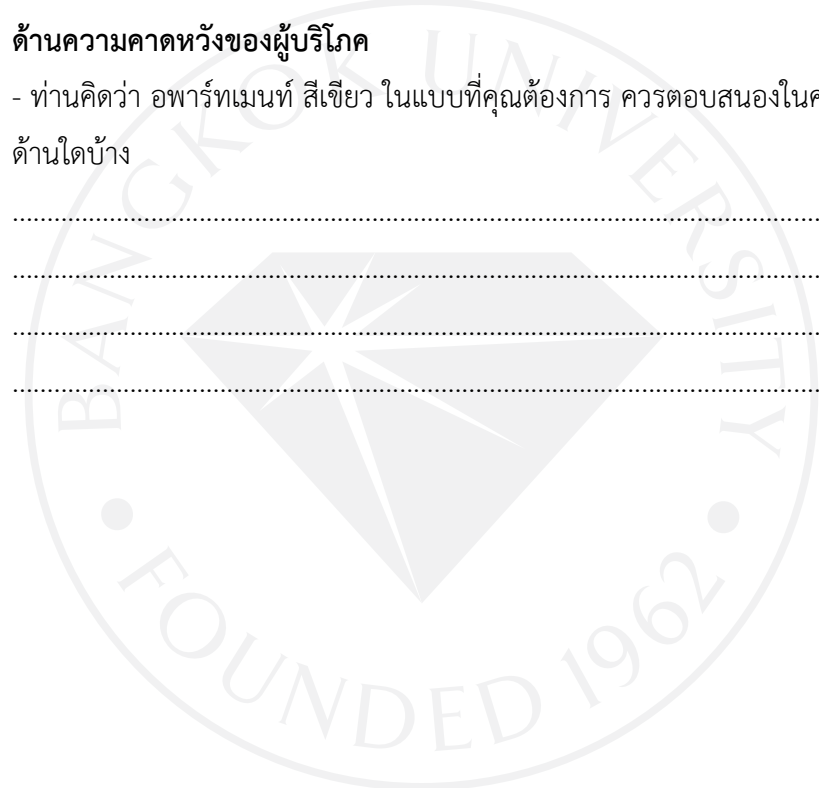 ด้านความคาดหวังของผู้บริโภค
- ท่านคิดว่า อพาร์ทเมนท์ สีเขียว ในแบบที่คุณต้องการ ควรตอบสนองใน
ด้านใดบ้าง
................................................................................
................................................................................
................................................................................
................................................................................
BANGKOK UNIVERSITY
FOUNDED 1962